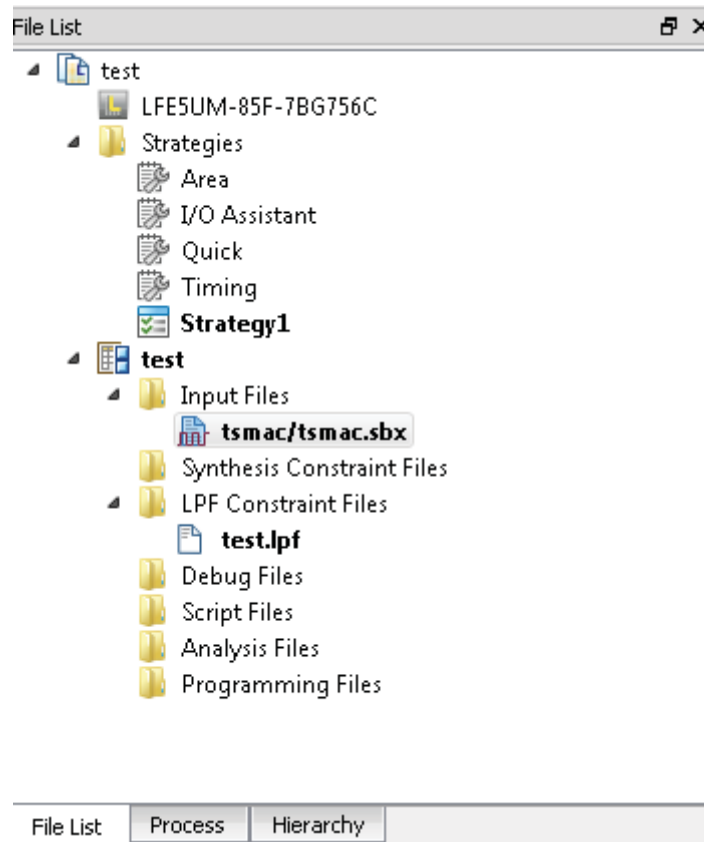 File List
test
LFE5UM-85F-7BG756C
Strategies
Area
I/O Assistant
Quick
Timing
Strategy1
test
Input Files
tsmac/tsmac.sbx
Synthesis Constraint Files
LPF Constraint Files
test.lpf
Debug Files
Script Files
Analysis Files
Programming Files
File List Process Hierarchy